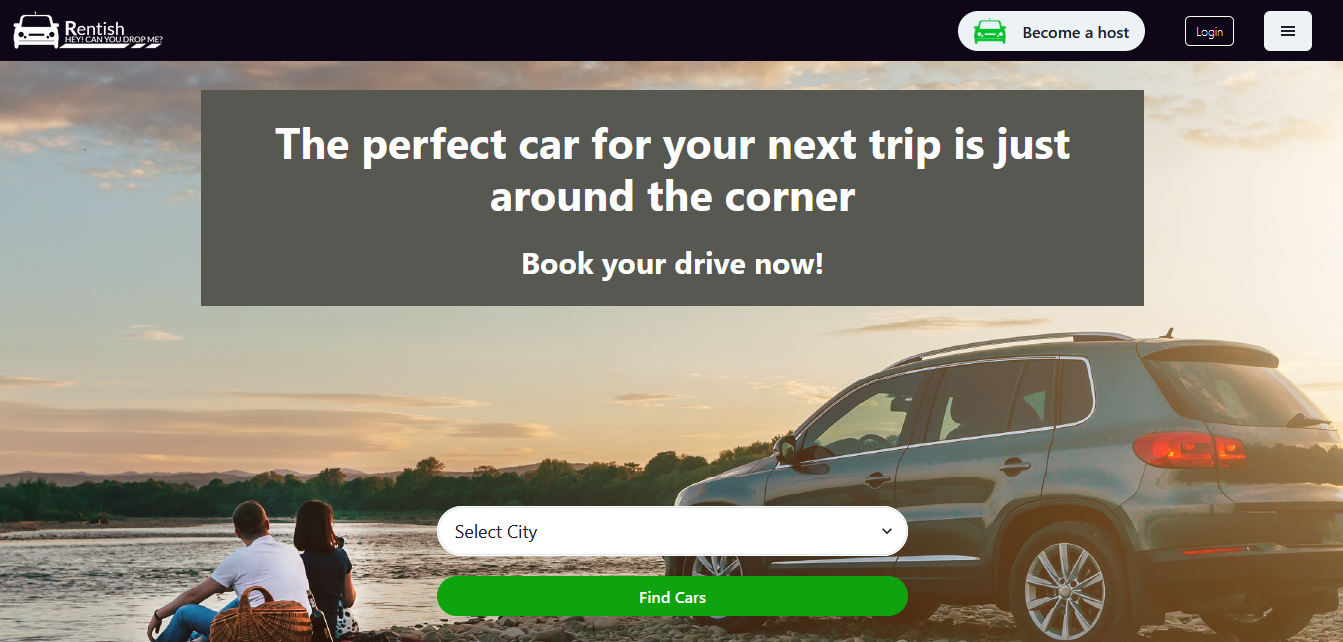 Rentish
HEY! CAN YOU DROP ME?
Become a host
Login
The perfect car for your next trip is just
around the corner
Book your drive now!
Select City
Find Cars